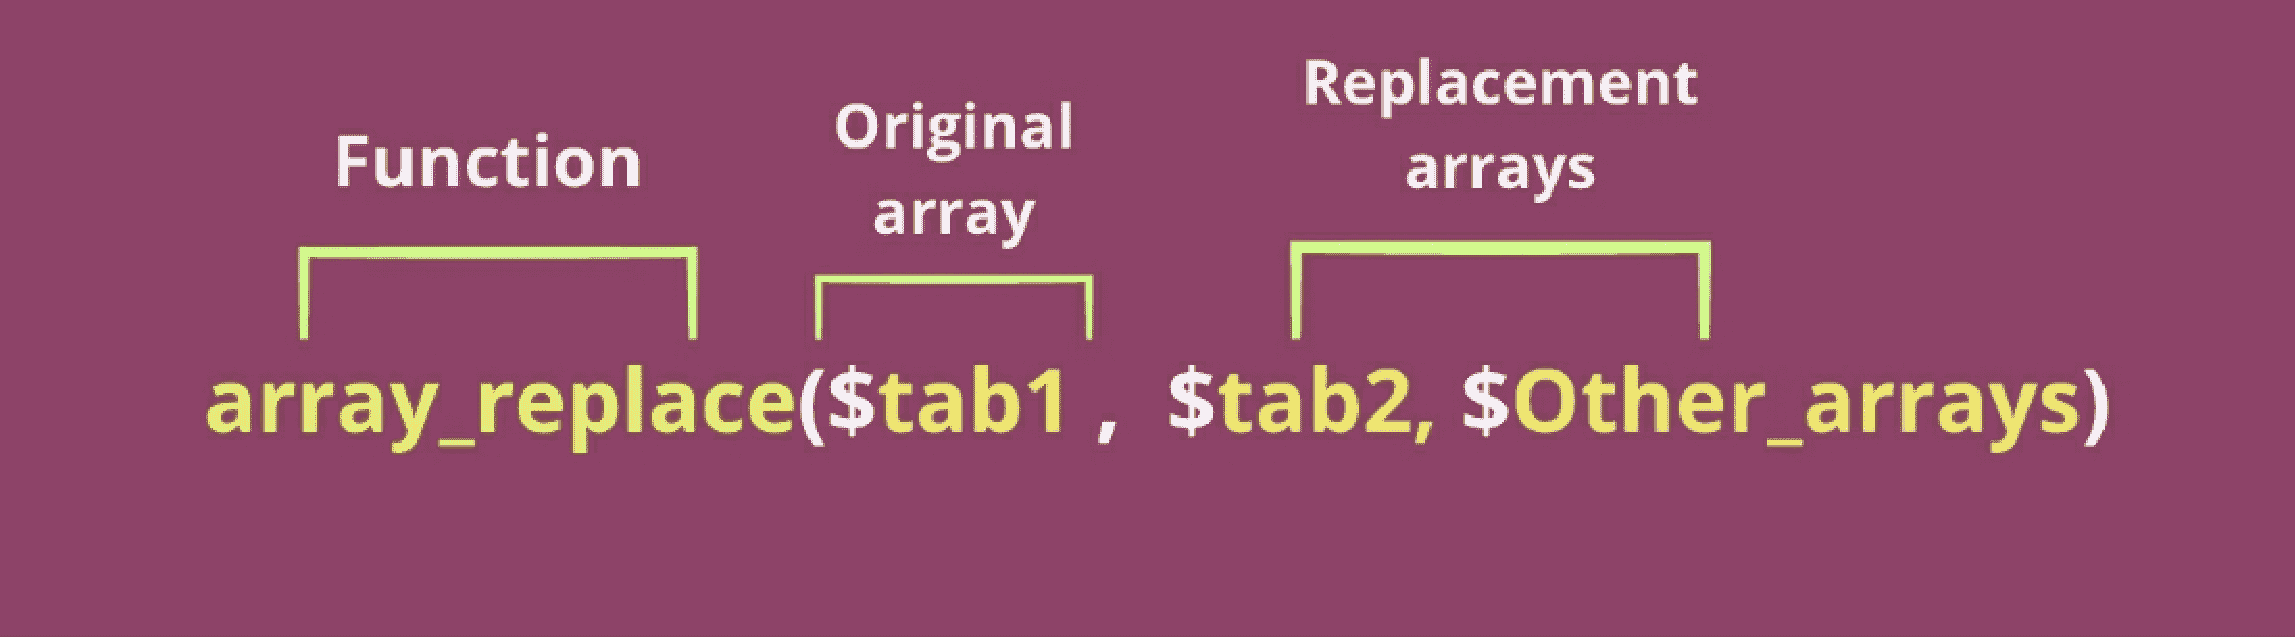 Function
Original
array
Replacement
arrays
array_replace($tab1 , $tab2, $Other_arrays)